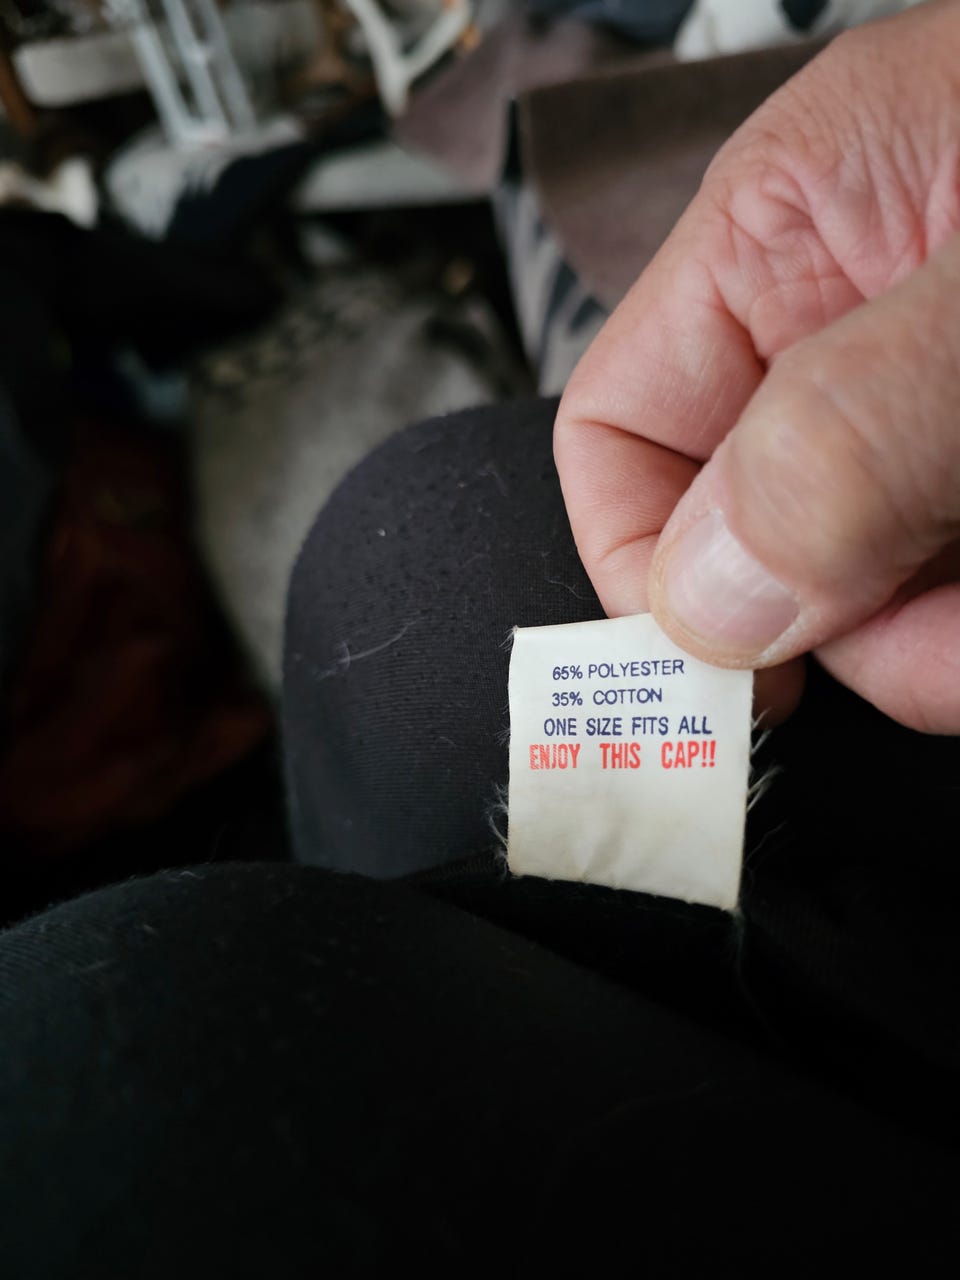 65% POLYESTER
35% COTTON
ONE SIZE FITS ALL
ENJOY THIS CAP!!